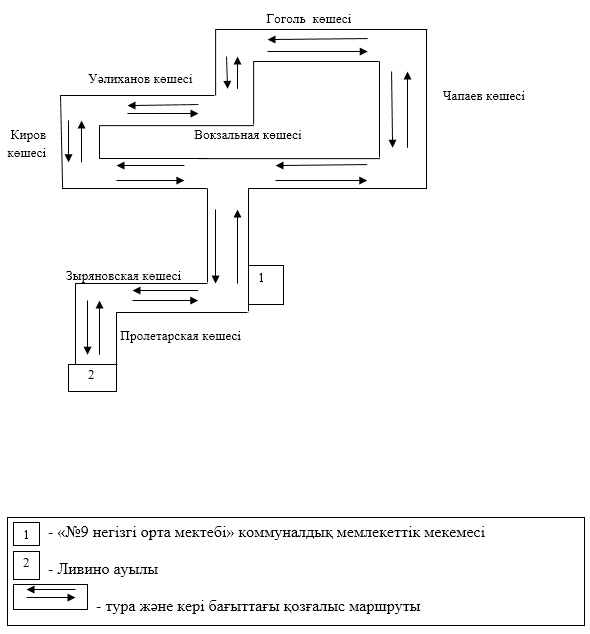 Гоголь көшесі
Уәлиханов көшесі
Чапаев көшесі
Киров
көшесі
Вокзальная көшесі
Зыряновская көшесі
1
Пролетарская көшесі
2
1 - «№9 негізгі орта мектебі» коммуналдық мемлекеттік мекемесі
2 - Ливино ауылы
- тура және кері бағыттағы қозғалыс маршруты